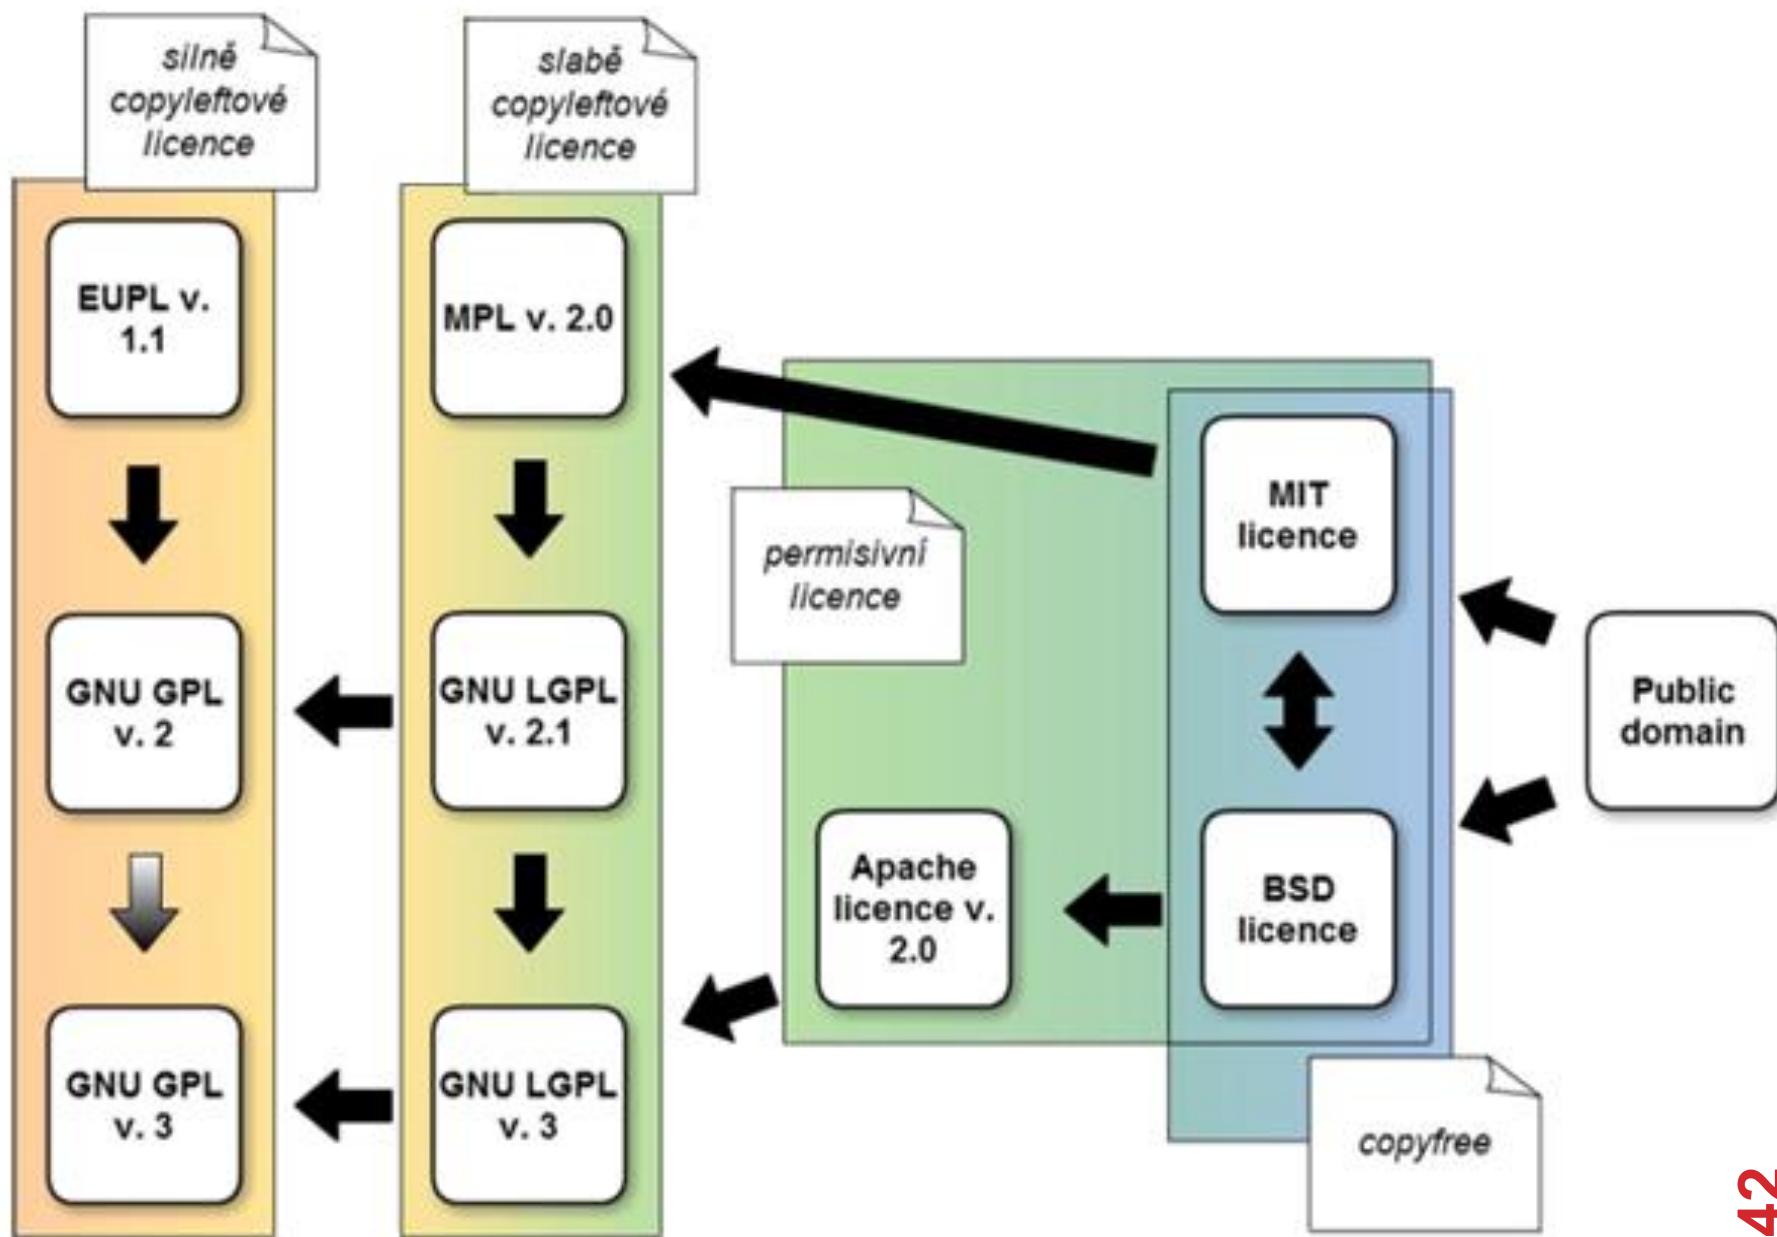 silně
copyleftové
licence
slabě
copyleftové
licence
EUPL v.
1.1
MPL v. 2.0
MIT
licence
permisivní
licence
GNU GPL
v. 2
GNU LGPL
v. 2.1
Public
domain
Apache
licence v.
2.0
BSD
licence
GNU GPL
v. 3
GNU LGPL
v. 3
copyfree
42